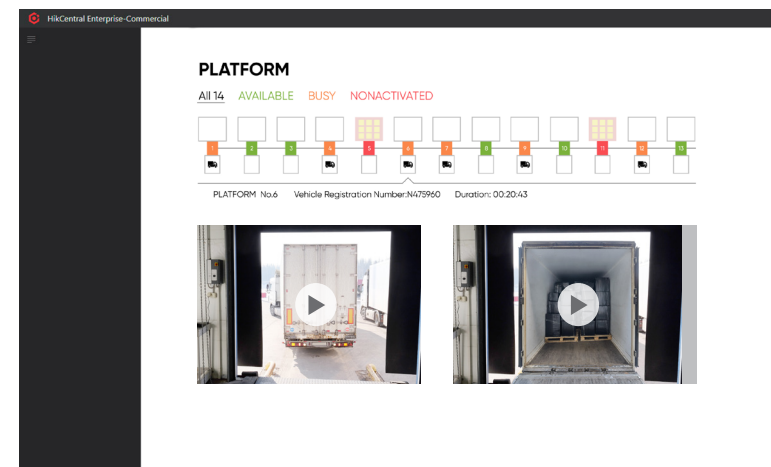 HikCentral Enterprise-Commercial
PLATFORM
All 14 AVAILABLE BUSY NONACTIVATED
1 2 3 4 5 6 7 8 9 10 11 12 13
PLATFORM No.6 Vehicle Registration Number:N475960 Duration: 00:20:43